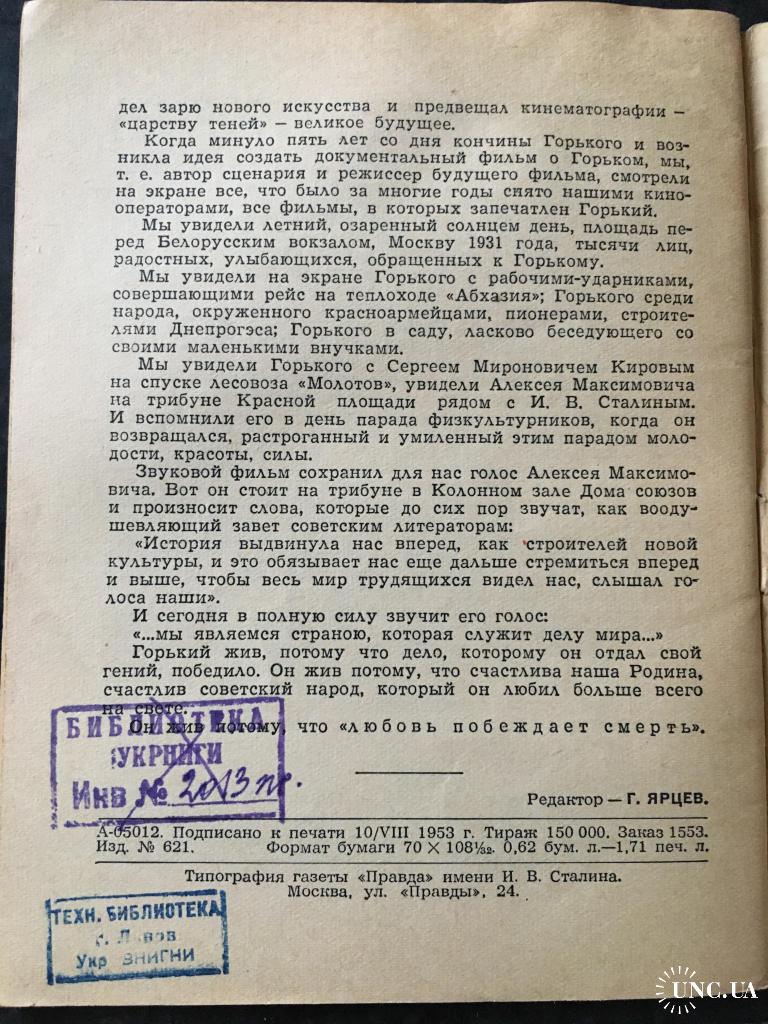 дел зарю нового искусства и предвещал кинематографии –
«царству теней» – великое будущее.
Когда минуло пять лет со дня кончины Горького и воз-
никла идея создать документальный фильм о Горьком, мы,
т. е. автор сценария и режиссер будущего фильма, смотрели
на экране все, что было за многие годы снято нашими кино-
операторами, все фильмы, в которых запечатлен Горький.
Мы увидели летний, озаренный солнцем день, площадь пе-
ред Белорусским вокзалом, Москву 1931 года, тысячи лиц,
радостных, улыбающихся, обращенных к Горькому.
Мы увидели на экране Горького с рабочими-ударниками,
совершающими рейс на теплоходе «Абхазия»; Горького среди
народа, окруженного красноармейцами, пионерами, строите-
лями Днепрогэса; Горького в саду, ласково беседующего со
своими маленькими внучками.
Мы увидели Горького с Сергеем Мироновичем Кировым
на спуске лесовоза «Молотов», увидели Алексея Максимовича
на трибуне Красной площади рядом с И. В. Сталиным.
И вспомнили его в день парада физкультурников, когда он
возвращался, растроганный и умиленный этим парадом моло-
дости, красоты, силы.
Звуковой фильм сохранил для нас голос Алексея Максимо-
вича. Вот он стоит на трибуне в Колонном зале Дома союзов
и произносит слова, которые до сих пор звучат, как вооду-
шевляющий завет советским литераторам:
«История выдвинула нас вперед, как строителей новой
культуры, и это обязывает нас еще дальше стремиться вперед
и выше, чтобы весь мир трудящихся видел нас, слышал го-
лоса наши».
И сегодня в полную силу звучит его голос:
«...мы являемся страною, которая служит делу мира...»
Горький жив, потому что дело, которому он отдал свой
гений, победило. Он жив потому, что счастлива наша Родина,
счастлив советский народ, который он любил больше всего
на свете.
Он жив потому, что «любовь побеждает смерть».
БИБЛИОТЕКА
УКРНИГИ
Инв № 2013 пс.
Редактор – Г. ЯРЦЕВ.
А-05012. Подписано к печати 10/VIII 1953 г. Тираж 150 000. Заказ 1553.
Изд. № 621. Формат бумаги 70 × 108 1/32. 0,62 бум. л.—1,71 печ. л.
Типография газеты «Правда» имени И. В. Сталина.
Москва, ул. «Правды», 24.
ТЕХН. БИБЛИОТЕКА
г. Львов
Укр ВНИГНИ
UNC.UA